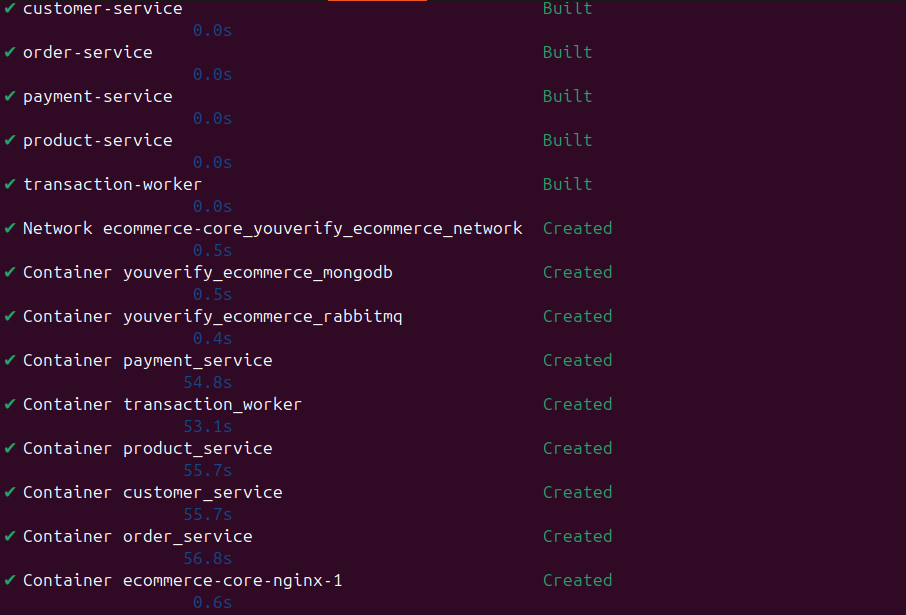 ✔ customer-service Built
0.0s
✔ order-service Built
0.0s
✔ payment-service Built
0.0s
✔ product-service Built
0.0s
✔ transaction-worker Built
0.0s
✔ Network ecommerce-core_youverify_ecommerce_network Created
0.5s
✔ Container youverify_ecommerce_mongodb Created
0.5s
✔ Container youverify_ecommerce_rabbitmq Created
0.4s
✔ Container payment_service Created
54.8s
✔ Container transaction_worker Created
53.1s
✔ Container product_service Created
55.7s
✔ Container customer_service Created
55.7s
✔ Container order_service Created
56.8s
✔ Container ecommerce-core-nginx-1 Created
0.6s